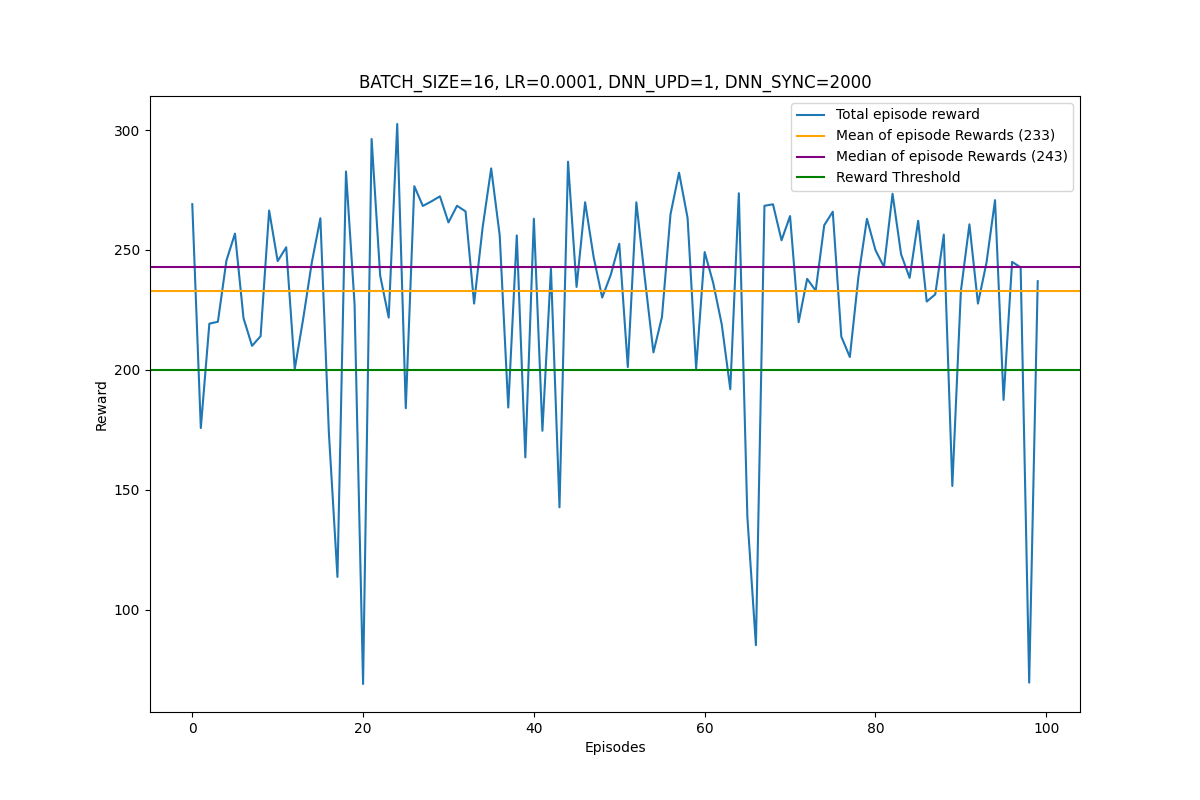 BATCH_SIZE=16, LR=0.0001, DNN_UPD=1, DNN_SYNC=2000
Total episode reward
Mean of episode Rewards (233)
Median of episode Rewards (243)
Reward Threshold
300
250
200
150
100
Reward
0
20
40
60
80
100
Episodes